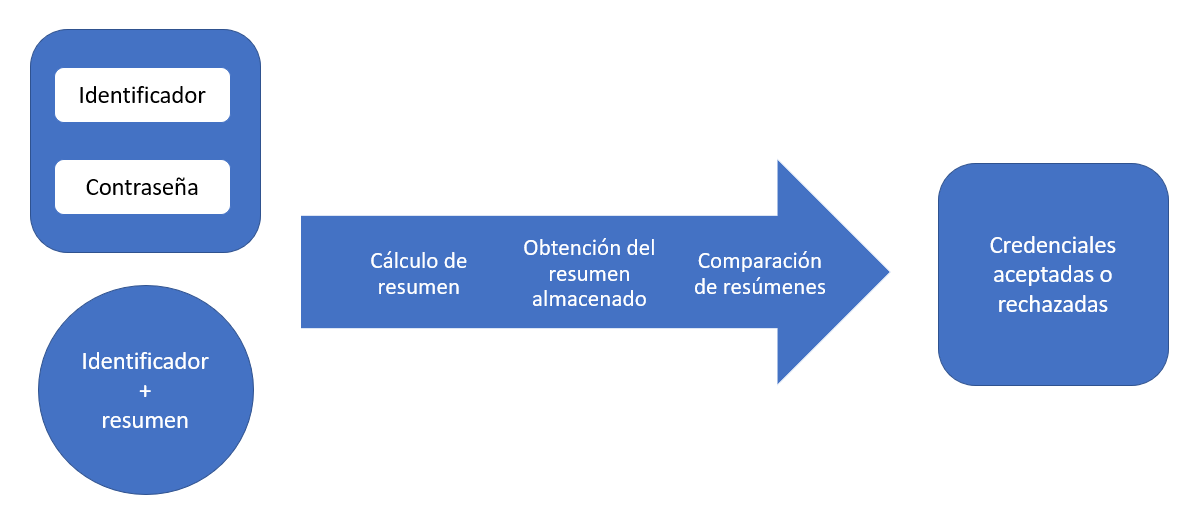 Identificador
Contraseña
Identificador
+
resumen
Cálculo de
resumen
Obtención del
resumen
almacenado
Comparación
de resúmenes
Credenciales
aceptadas o
rechazadas